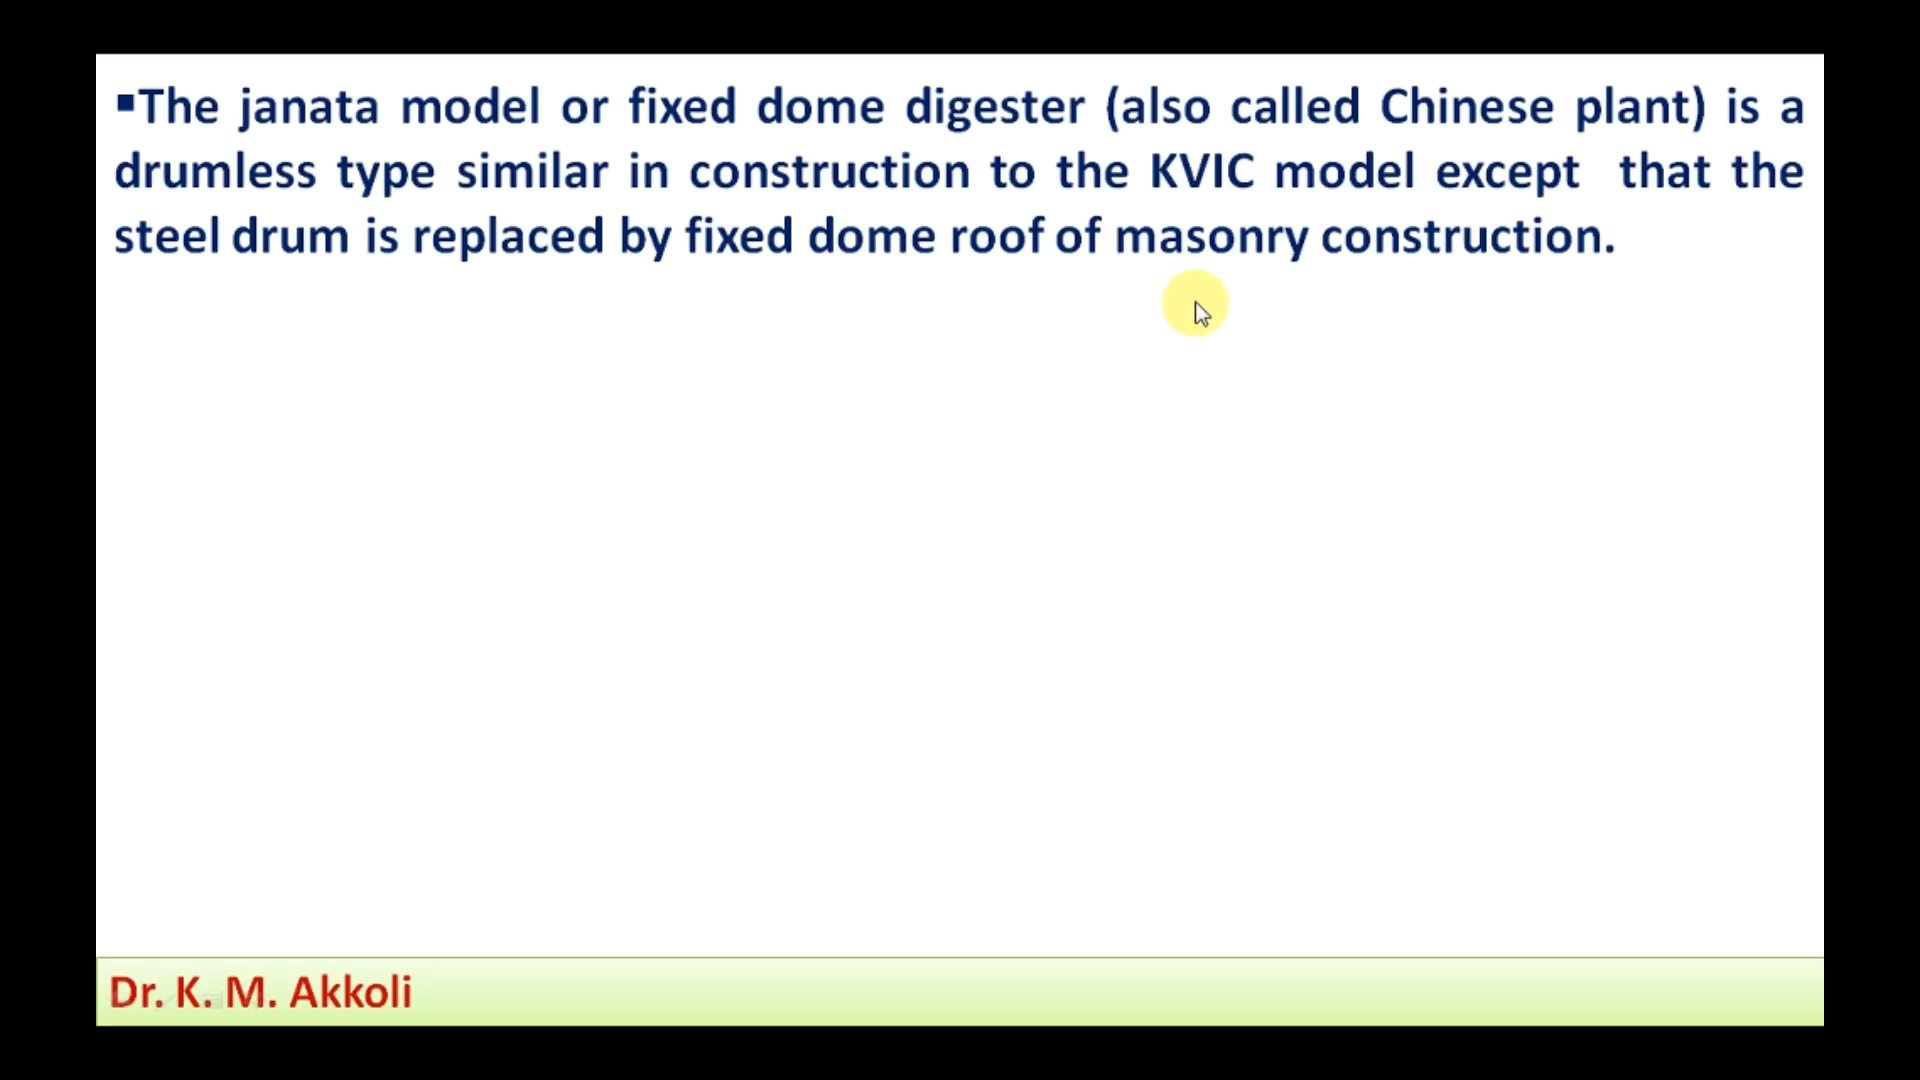 ▪The janata model or fixed dome digester (also called Chinese plant) is a
drumless type similar in construction to the KVIC model except that the
steel drum is replaced by fixed dome roof of masonry construction.
Dr. K. M. Akkoli